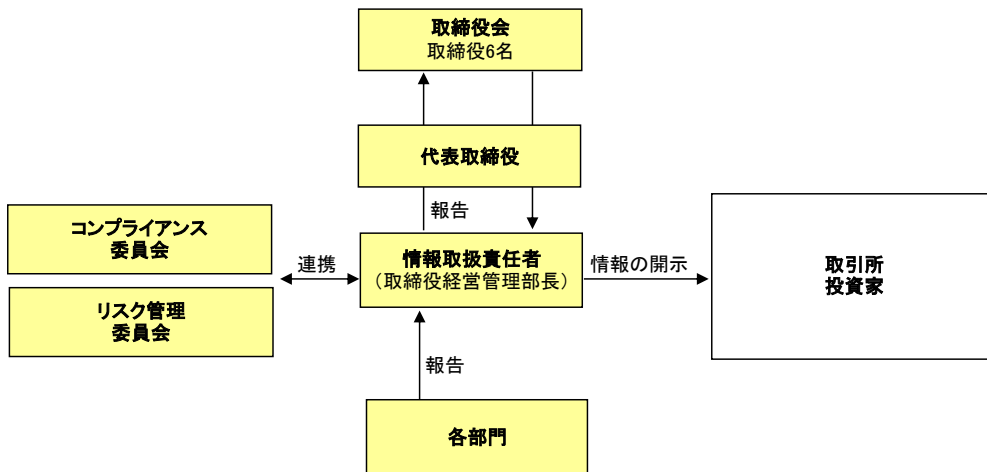 取締役会
取締役6名
代表取締役
報告
コンプライアンス
委員会
連携
情報取扱責任者
（取締役経営管理部長）
情報の開示
取引所
投資家
リスク管理
委員会
報告
各部門